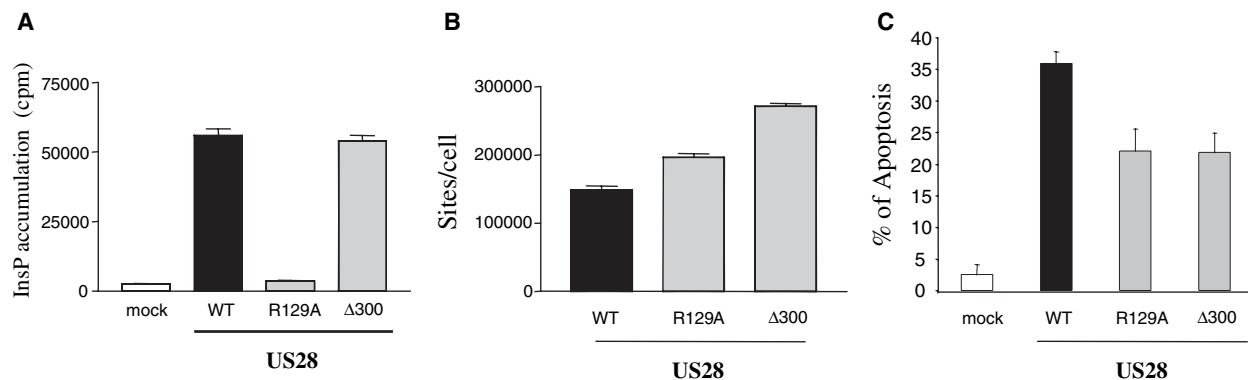 A
InsP accumulation (cpm)
75000
50000
25000
0
mock
WT
R129A
Δ300
US28
B
Sites/cell
300000
200000
100000
0
WT
R129A
Δ300
US28
C
% of Apoptosis
40
35
30
25
20
15
10
5
0
mock
WT
R129A
Δ300
US28